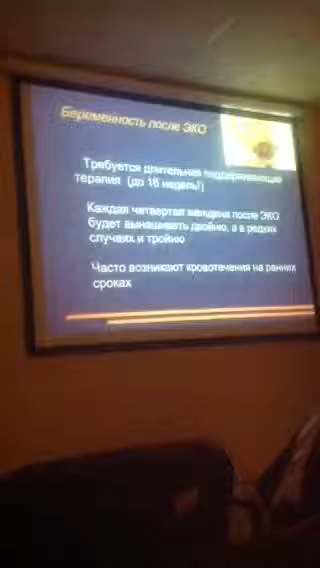 Беременность после ЭКО
Требуется длительная поддерживающая
терапия (до 16 недель!)
Каждая четвертая женщина после ЭКО
будет вынашивать двойню, а в редких
случаях и тройню
Часто возникают кровотечения на ранних
сроках